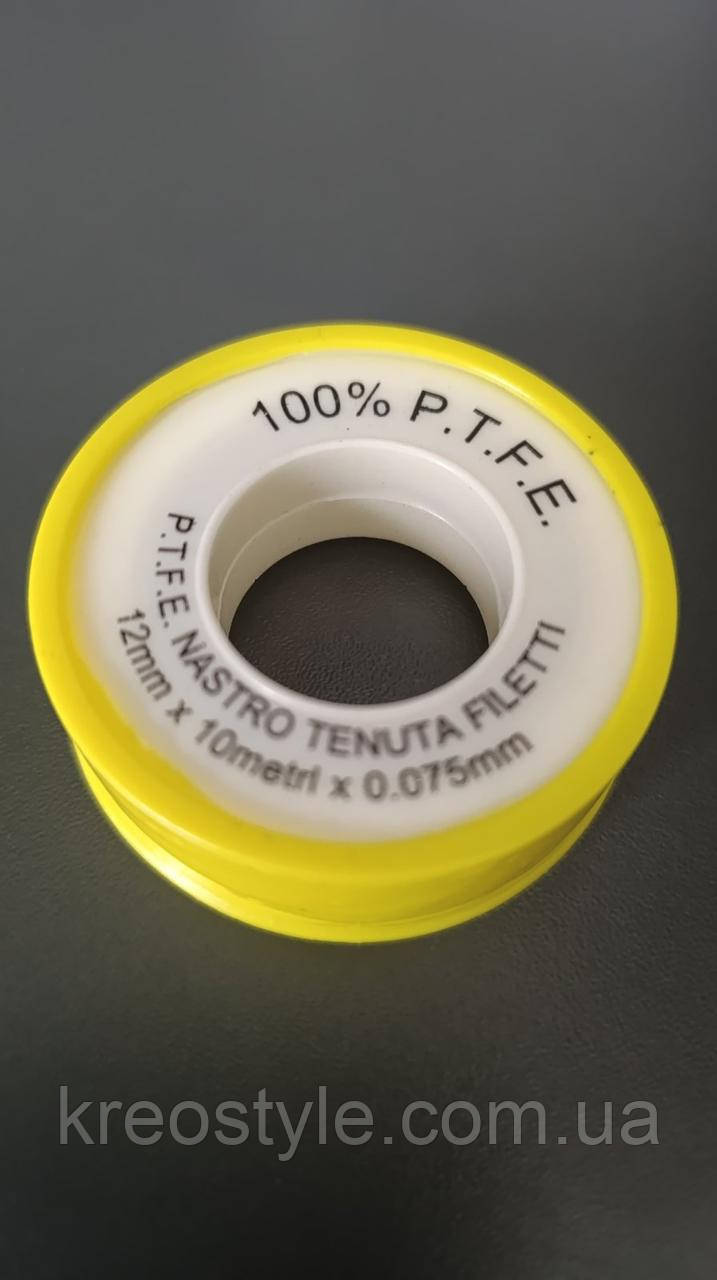 100% P.T.F.E.
P.T.F.E. NASTRO TENUTA FILETTI
12mm x 10metri x 0.075mm
kreostyle.com.ua